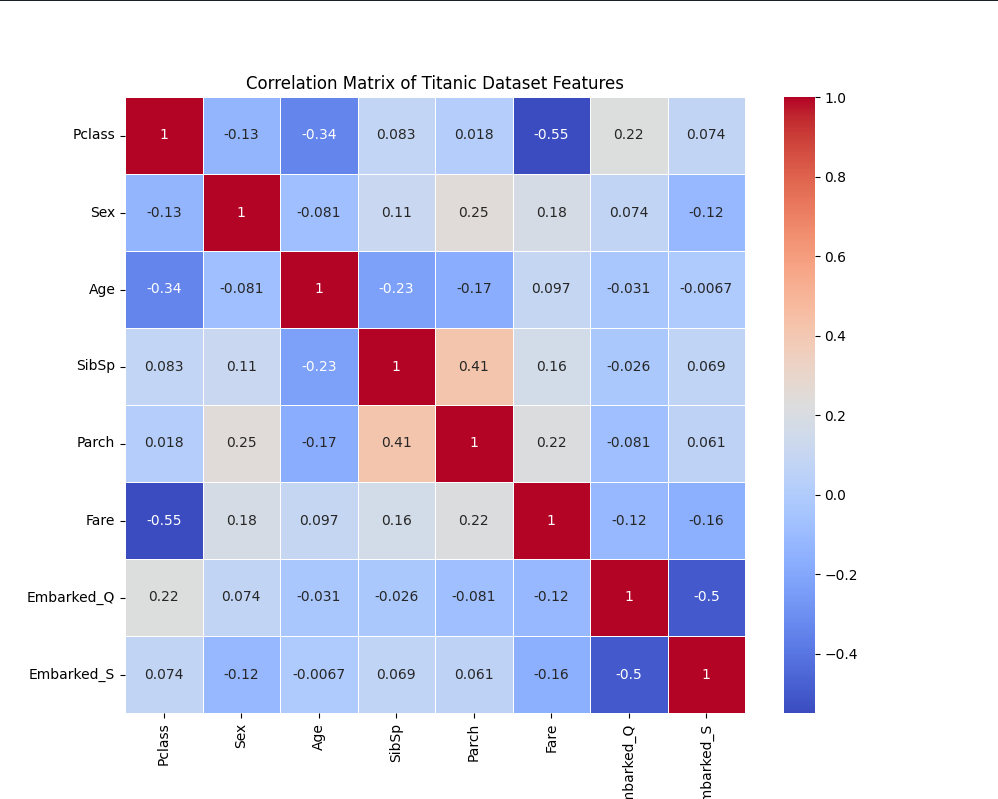 Correlation Matrix of Titanic Dataset Features
Pclass 1 -0.13 -0.34 0.083 0.018 -0.55 0.22 0.074
Sex -0.13 1 -0.081 0.11 0.25 0.18 0.074 -0.12
Age -0.34 -0.081 1 -0.23 -0.17 0.097 -0.031 -0.0067
SibSp 0.083 0.11 -0.23 1 0.41 0.16 -0.026 0.069
Parch 0.018 0.25 -0.17 0.41 1 0.22 -0.081 0.061
Fare -0.55 0.18 0.097 0.16 0.22 1 -0.12 -0.16
Embarked_Q 0.22 0.074 -0.031 -0.026 -0.081 -0.12 1 -0.5
Embarked_S 0.074 -0.12 -0.0067 0.069 0.061 -0.16 -0.5 1
Pclass Sex Age SibSp Parch Fare mbarked_Q mbarked_S
1.0
0.8
0.6
0.4
0.2
0.0
−0.2
−0.4